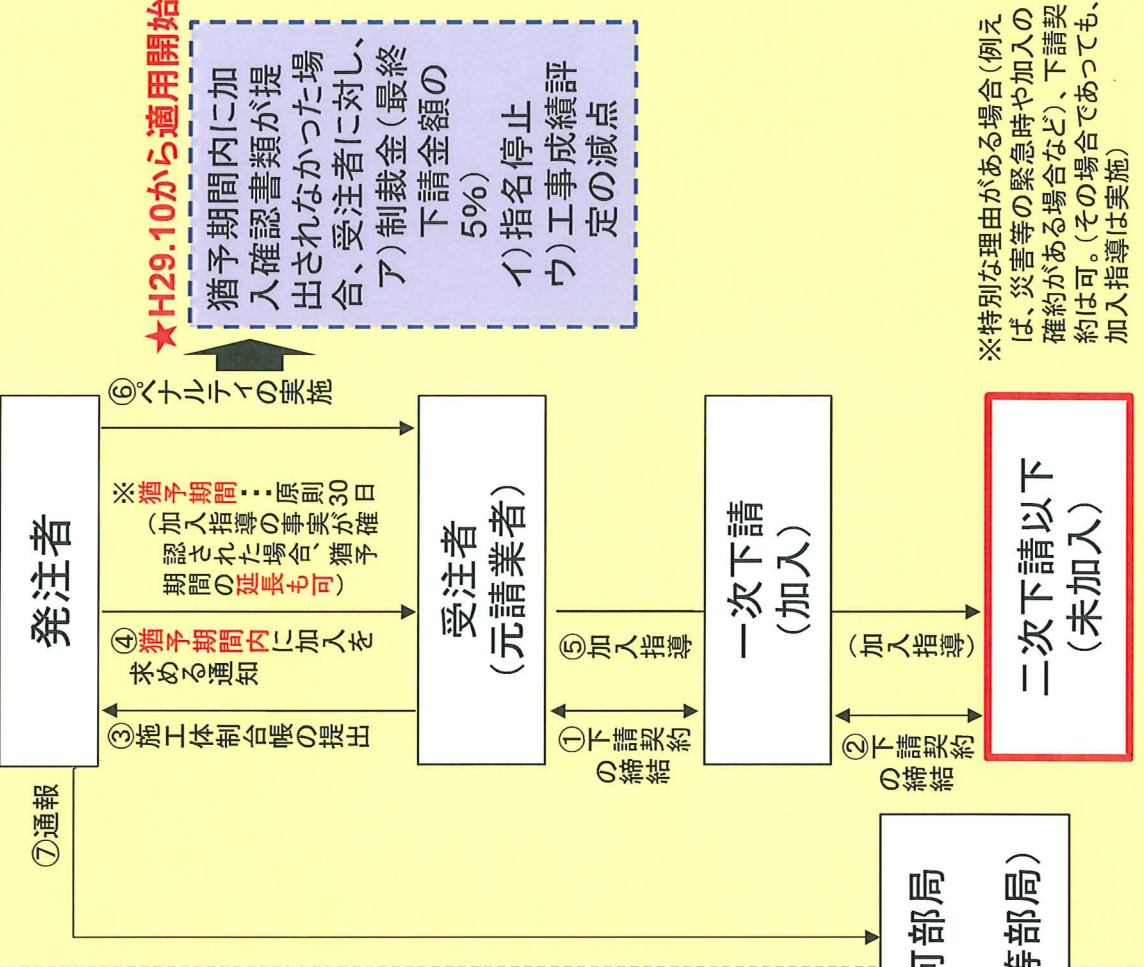 ⑦通報
発注者
③施工体制台帳の提出
④猶予期間内に加入を
求める通知
※猶予期間･･･原則30日
（加入指導の事実が確
認された場合、猶予
期間の延長も可）
⑥ペナルティの実施
★H29.10から適用開始
猶予期間内に加
入確認書類が提
出されなかった場
合、受注者に対し、
ア）制裁金（最終
下請金額の
5%）
イ）指名停止
ウ）工事成績評
定の減点
受注者
（元請業者）
①下請契約
の締結
⑤加入指導
一次下請
（加入）
②下請契約
の締結
（加入指導）
二次下請以下
（未加入）
※特別な理由がある場合（例え
ば、災害等の緊急時や加入の
確約がある場合など）、下請契
約は可。（その場合であっても、
加入指導は実施）
可部局
等部局）